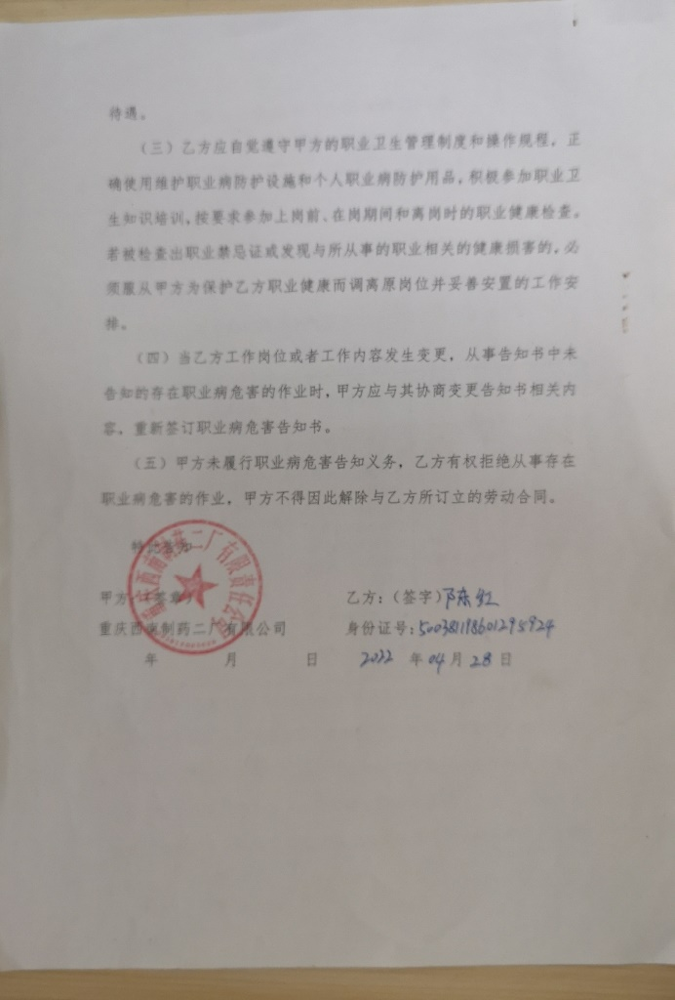 待遇。
（三）乙方应自觉遵守甲方的职业卫生管理制度和操作规程，正
确使用维护职业病防护设施和个人职业病防护用品，积极参加职业卫
生知识培训，按要求参加上岗前、在岗期间和离岗时的职业健康检查。
若被检查出职业禁忌证或发现与所从事的职业相关的健康损害的，必
须服从甲方为保护乙方职业健康而调离原岗位并妥善安置的工作安
排。
（四）当乙方工作岗位或者工作内容发生变更，从事告知书中未
告知的存在职业病危害的作业时，甲方应与其协商变更告知书相关内
容，重新签订职业病危害告知书。
（五）甲方未履行职业病危害告知义务，乙方有权拒绝从事存在
职业病危害的作业，甲方不得因此解除与乙方所订立的劳动合同。
特此告知
重庆西南制药二厂有限责任公司
甲方（签章）
重庆西南制药二厂有限公司
年 月 日
乙方：（签字）陈红
身份证号：500381198601295924
2022 年 04 月 28 日